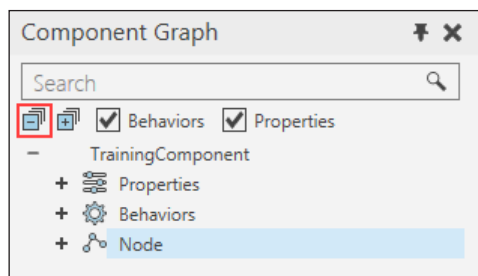 Component Graph
Search
Behaviors Properties
TrainingComponent
Properties
Behaviors
Node